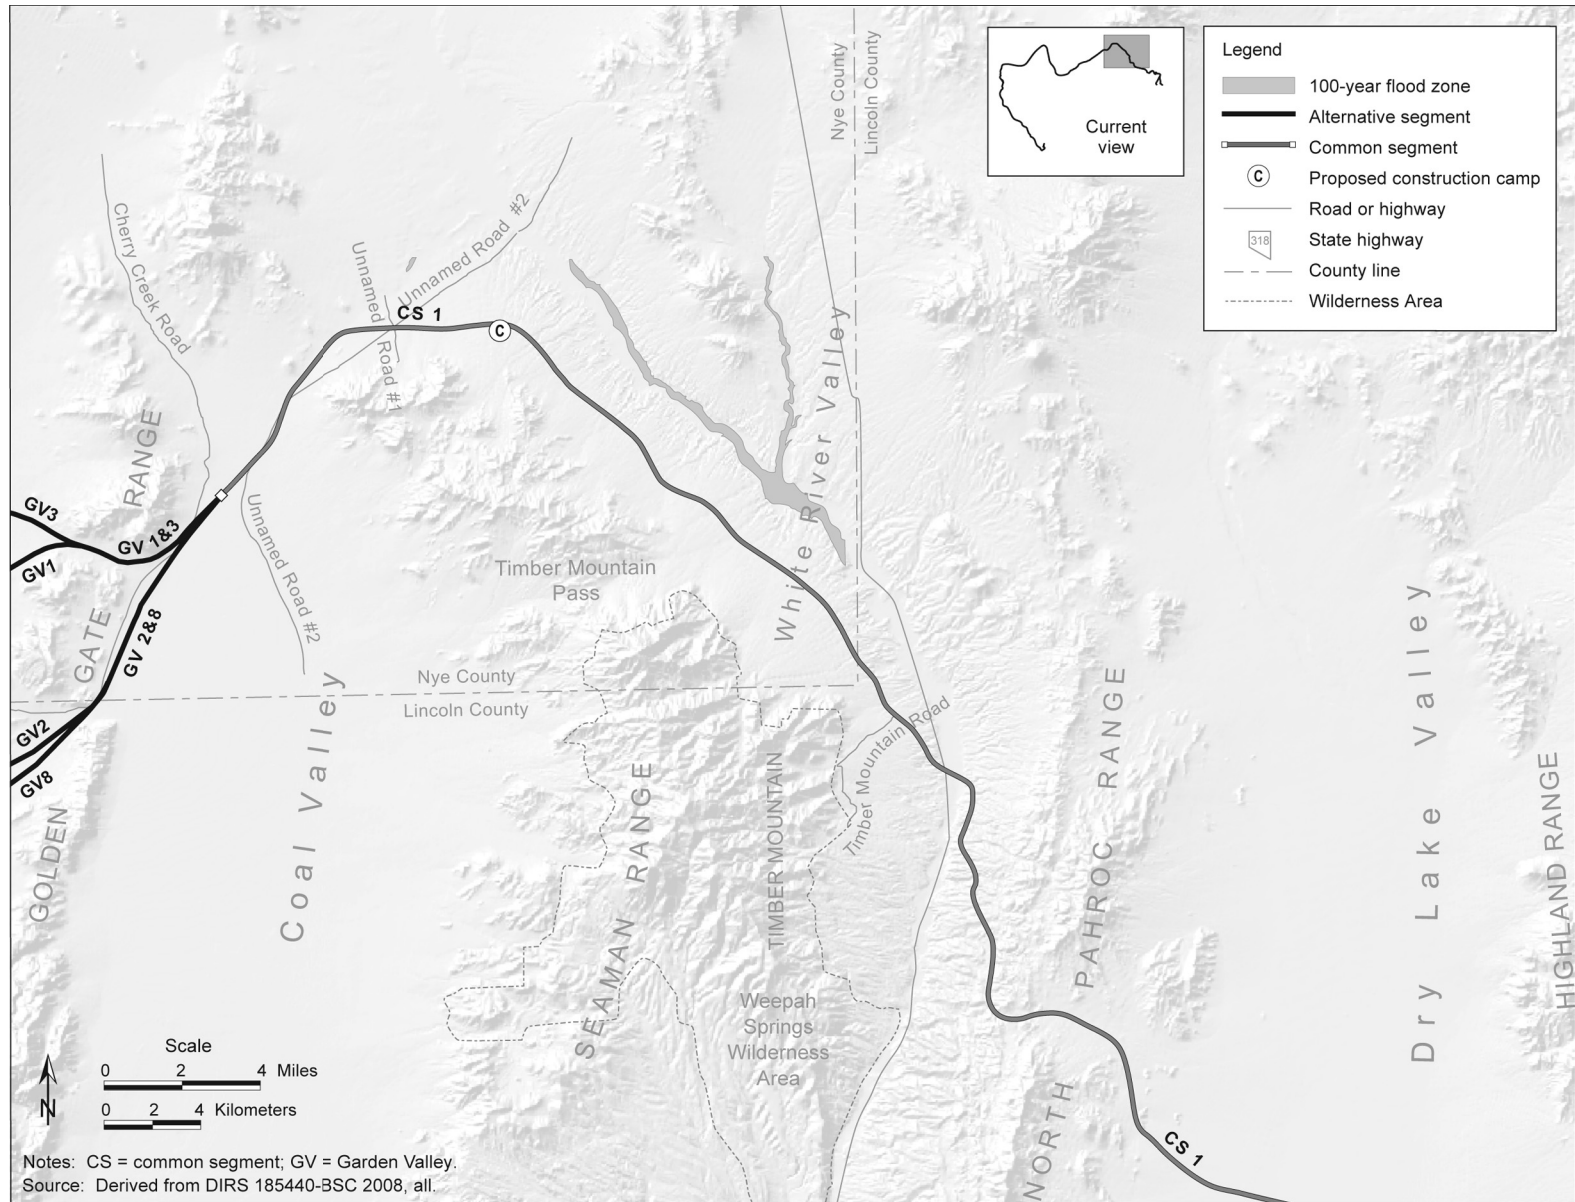 Nye County
Lincoln County
Current
view
Legend
100-year flood zone
Alternative segment
Common segment
C
Proposed construction camp
Road or highway
318
State highway
County line
Wilderness Area
Cherry Creek Road
Unnamed Road #1
Unnamed Road #2
CS 1
C
White River Valley
GATE RANGE
GV3
GV1
GV 1&3
GV 2&8
Unnamed Road #2
Timber Mountain
Pass
Nye County
Lincoln County
GV2
GV8
GOLDEN
Coal Valley
SEAMAN RANGE
TIMBER MOUNTAIN
Timber Mountain Road
Weepah
Springs
Wilderness
Area
NORTH PAHROC RANGE
Dry Lake Valley
HIGHLAND RANGE
CS 1
Scale
0 2 4 Miles
0 2 4 Kilometers
N
Notes: CS = common segment; GV = Garden Valley.
Source: Derived from DIRS 185440-BSC 2008, all.